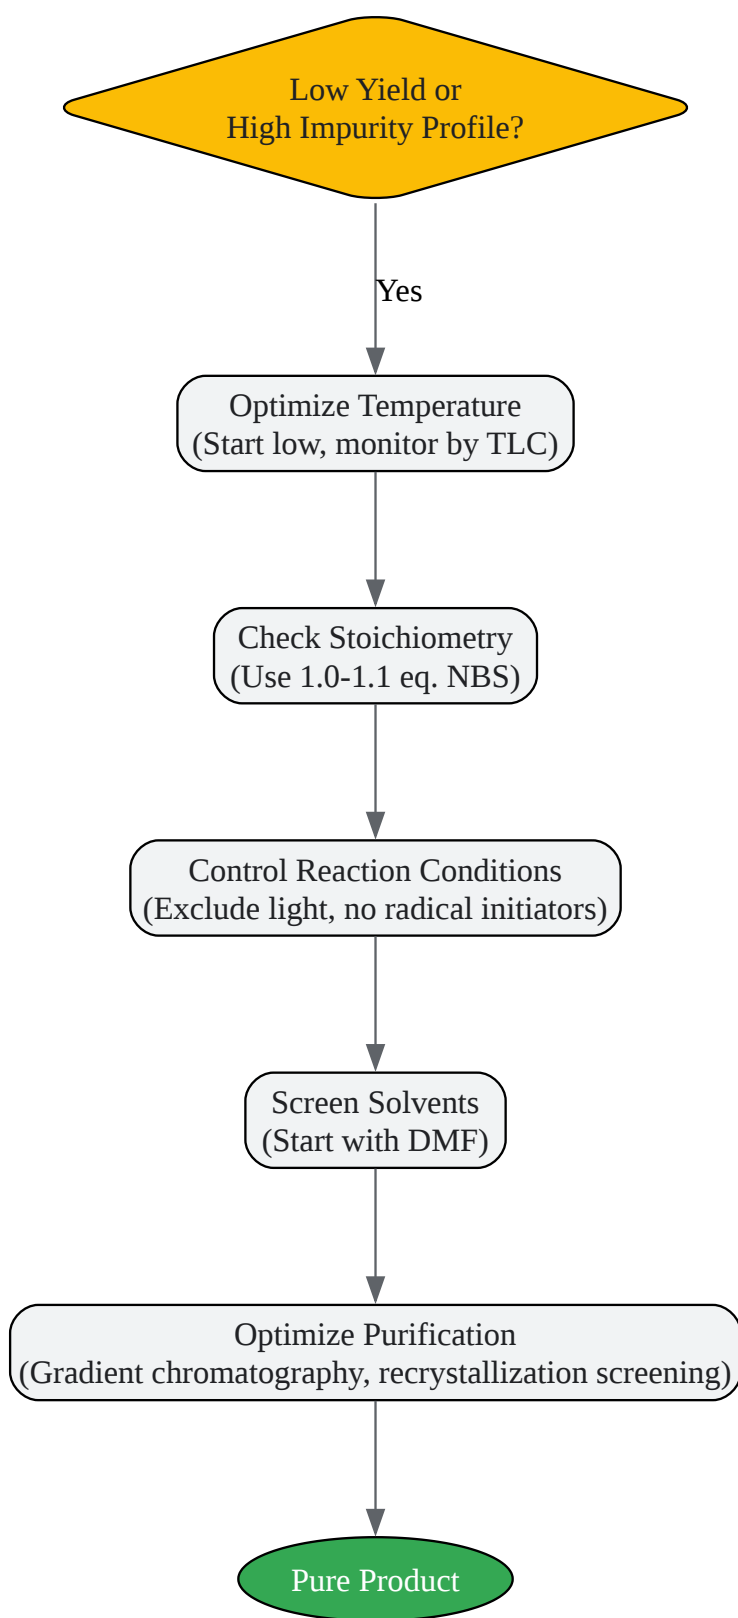 Low Yield or
High Impurity Profile?
Yes
Optimize Temperature
(Start low, monitor by TLC)
Check Stoichiometry
(Use 1.0-1.1 eq. NBS)
Control Reaction Conditions
(Exclude light, no radical initiators)
Screen Solvents
(Start with DMF)
Optimize Purification
(Gradient chromatography, recrystallization screening)
Pure Product